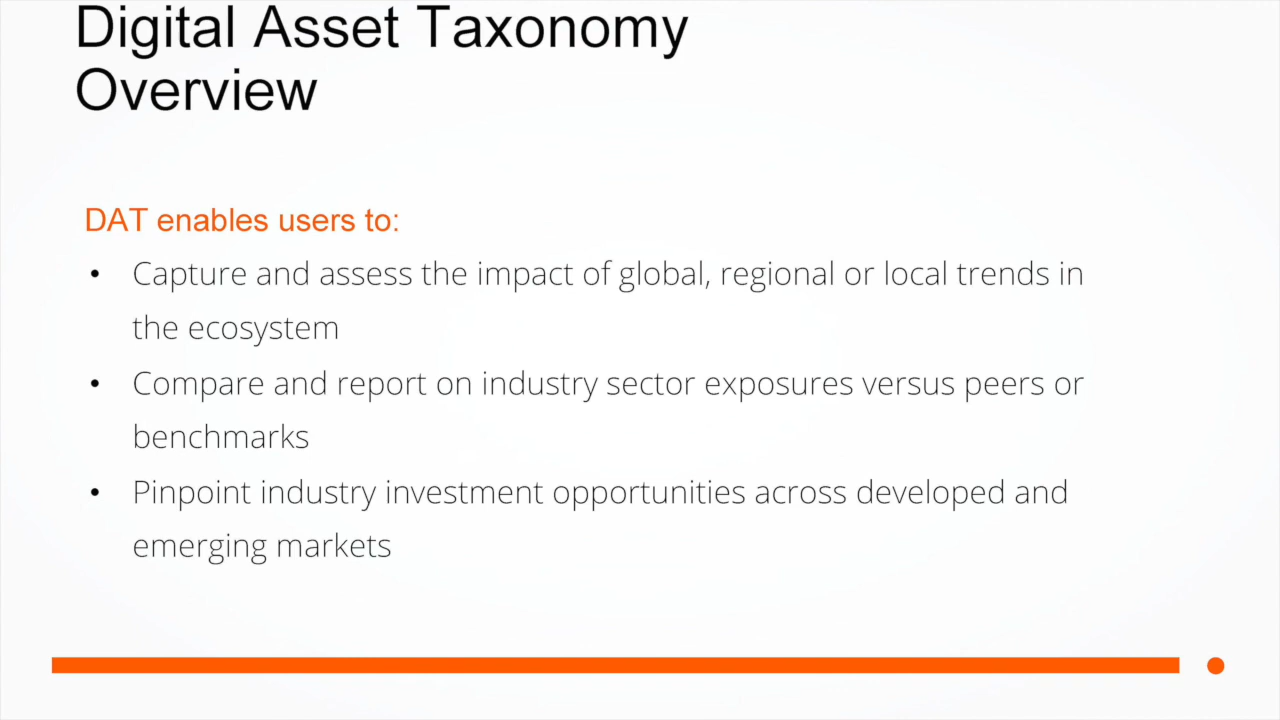 Digital Asset Taxonomy
Overview
DAT enables users to:
• Capture and assess the impact of global, regional or local trends in
the ecosystem
• Compare and report on industry sector exposures versus peers or
benchmarks
• Pinpoint industry investment opportunities across developed and
emerging markets